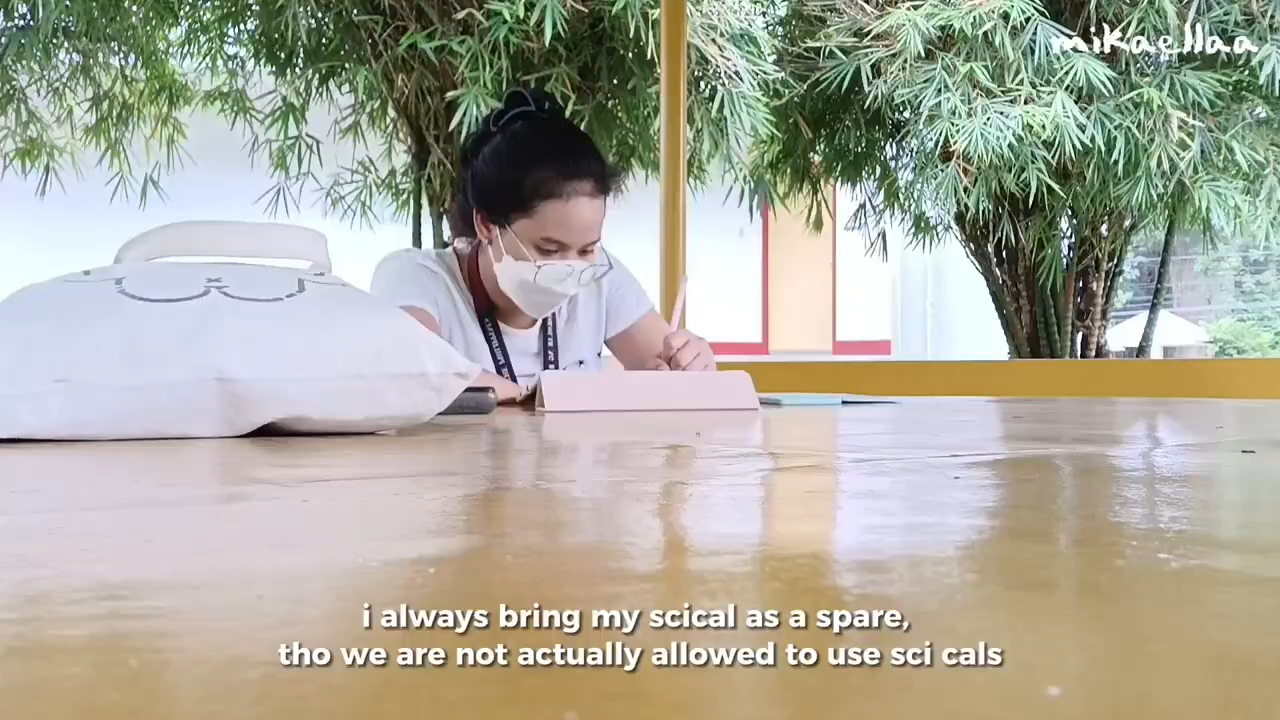 mikaellaa
i always bring my scical as a spare,
tho we are not actually allowed to use sci cals